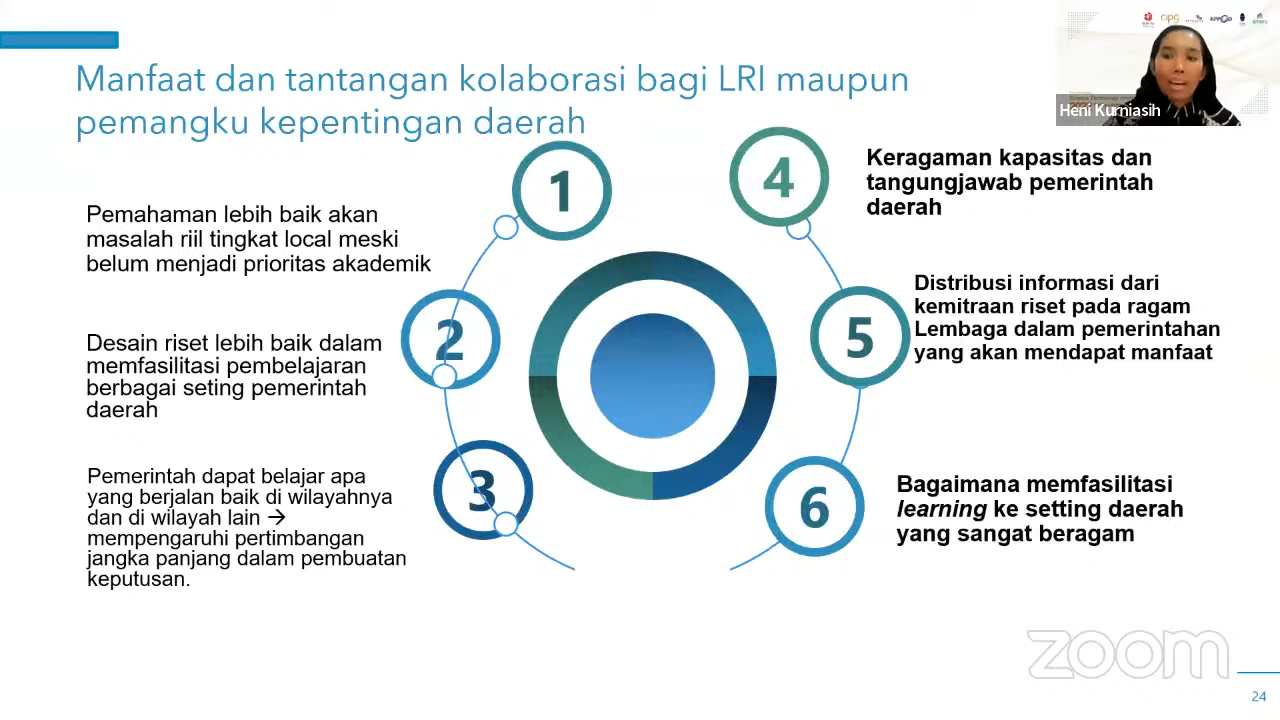 Manfaat dan tantangan kolaborasi bagi LRI maupun
pemangku kepentingan daerah
1
Pemahaman lebih baik akan
masalah riil tingkat local meski
belum menjadi prioritas akademik
2
Desain riset lebih baik dalam
memfasilitasi pembelajaran
berbagai seting pemerintah
daerah
3
Pemerintah dapat belajar apa
yang berjalan baik di wilayahnya
dan di wilayah lain →
mempengaruhi pertimbangan
jangka panjang dalam pembuatan
keputusan.
4
Keragaman kapasitas dan
tangungjawab pemerintah
daerah
5
Distribusi informasi dari
kemitraan riset pada ragam
Lembaga dalam pemerintahan
yang akan mendapat manfaat
6
Bagaimana memfasilitasi
learning ke setting daerah
yang sangat beragam
cipg
Heni Kurniasih
zoom
24